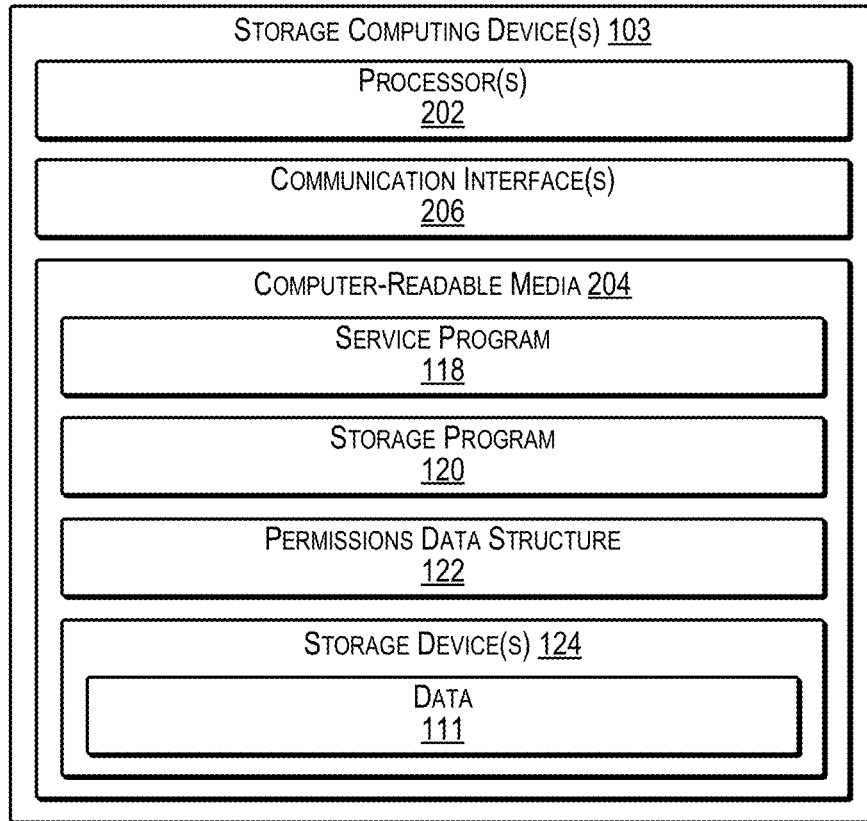 STORAGE COMPUTING DEVICE(S) 103
PROCESSOR(S)
202
COMMUNICATION INTERFACE(S)
206
COMPUTER-READABLE MEDIA 204
SERVICE PROGRAM
118
STORAGE PROGRAM
120
PERMISSIONS DATA STRUCTURE
122
STORAGE DEVICE(S) 124
DATA
111